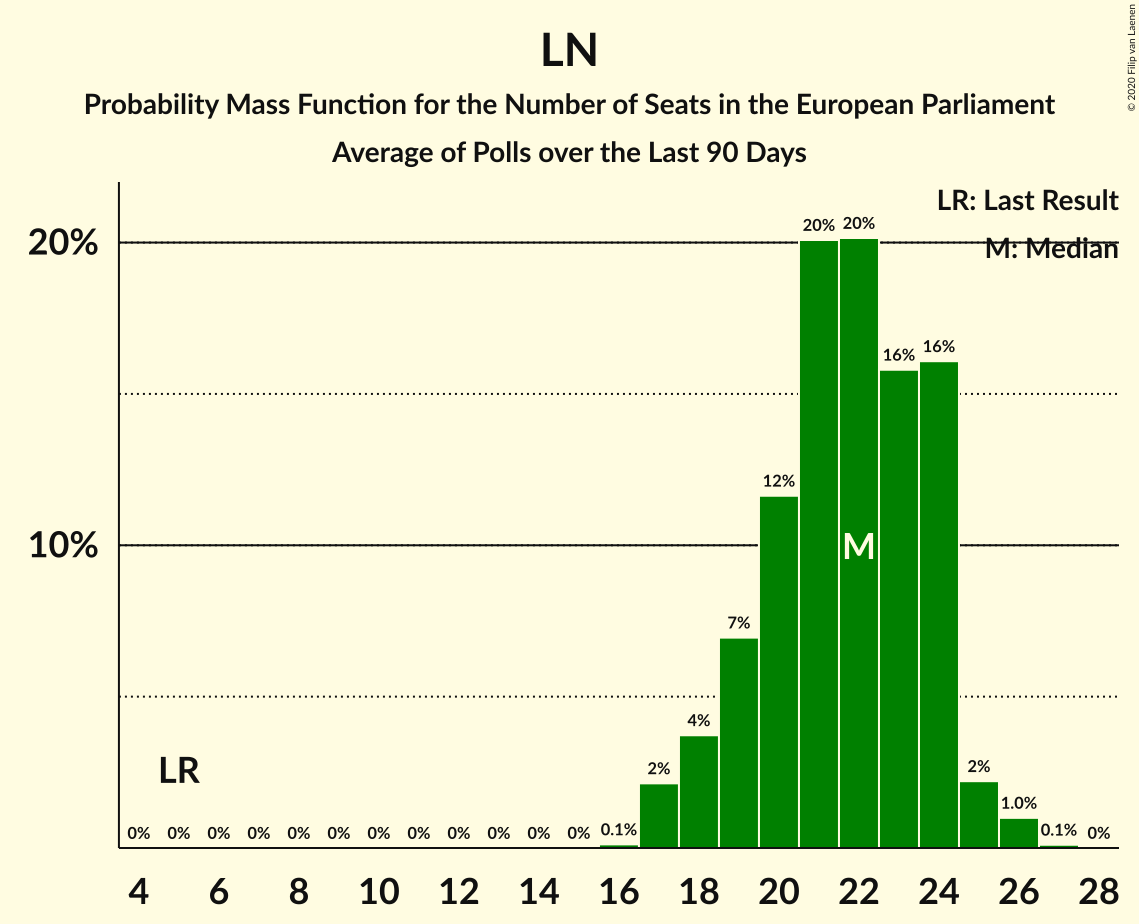 LN
Probability Mass Function for the Number of Seats in the European Parliament
Average of Polls over the Last 90 Days
© 2020 Filip van Laenen
LR: Last Result
M: Median
20%
10%
20% 20%
16% 16%
12%
M
7%
4%
LR
2% 2%
0% 0% 0% 0% 0% 0% 0% 0% 0% 0% 0% 0% 0.1% 1.0% 0.1% 0%
4 6 8 10 12 14 16 18 20 22 24 26 28